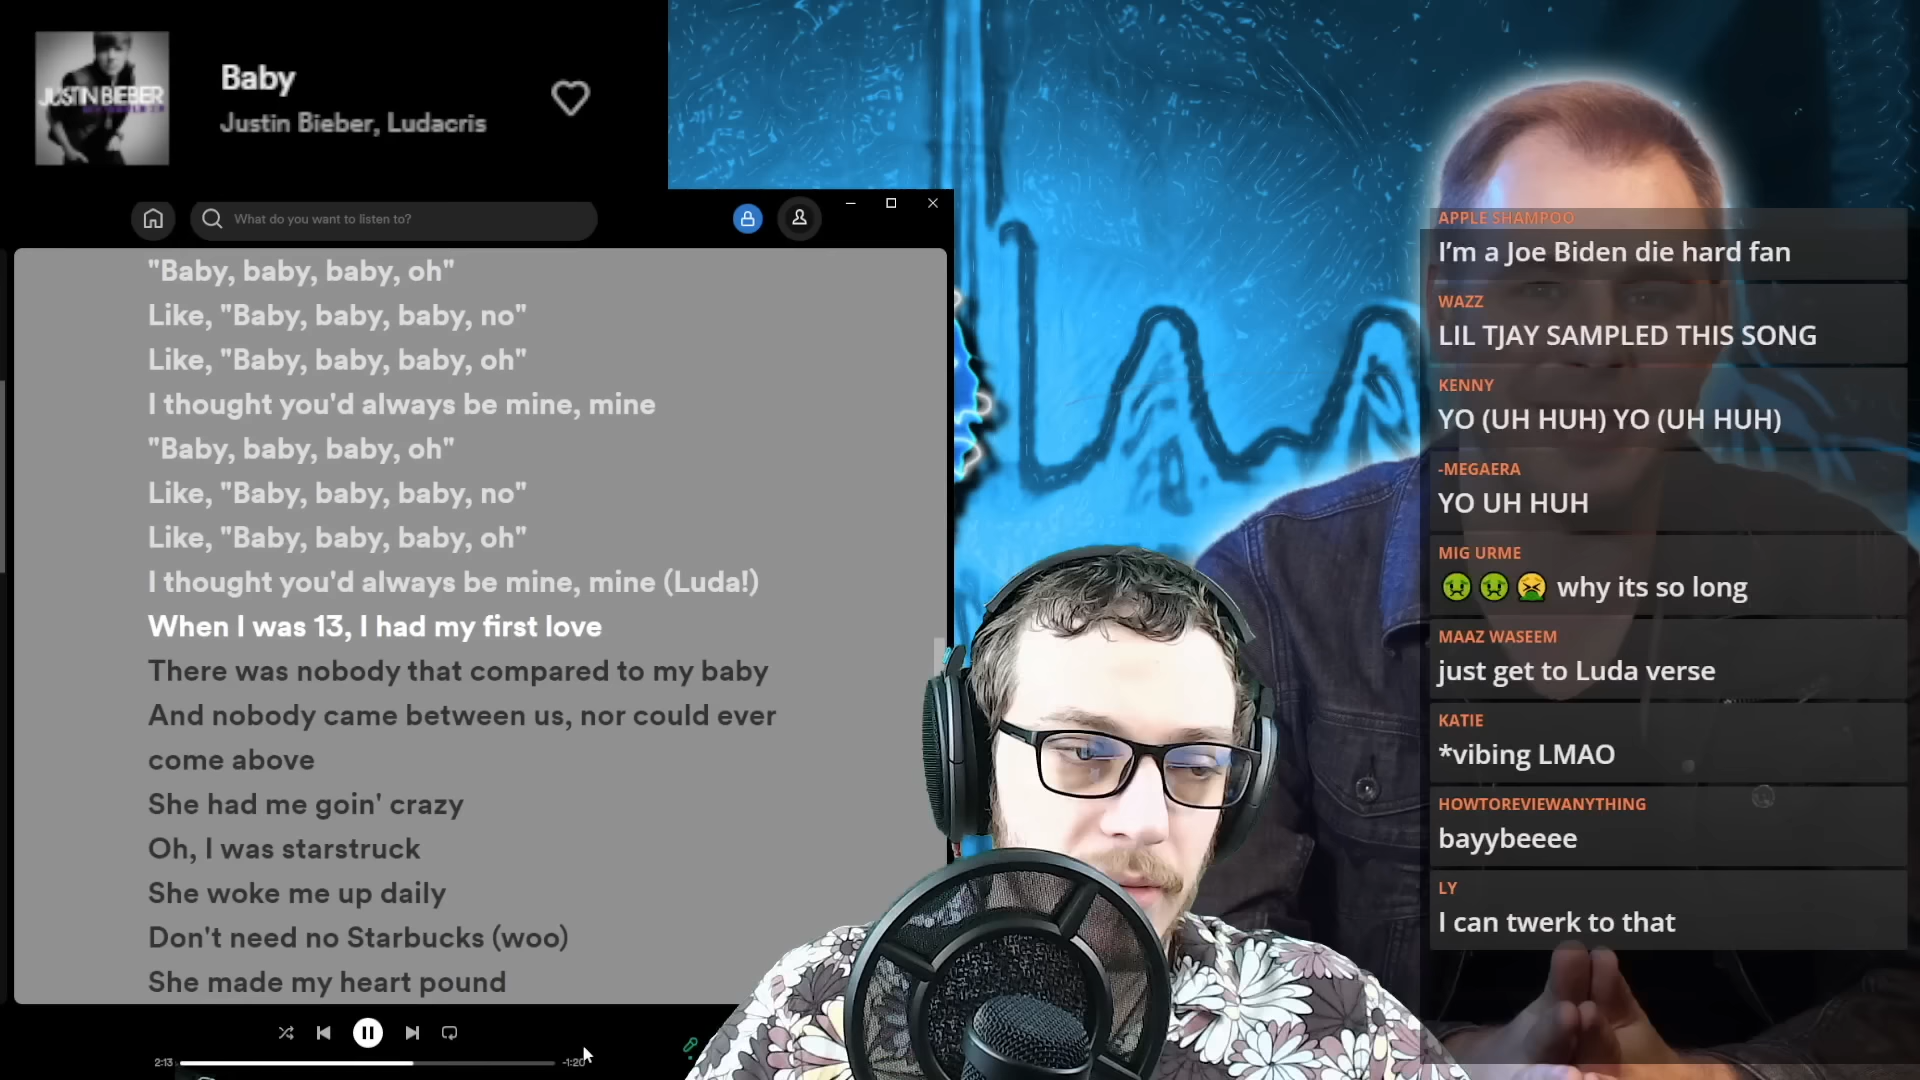 JUSTIN BIEBER
Baby
Justin Bieber, Ludacris
What do you want to listen to?
"Baby, baby, baby, oh"
Like, "Baby, baby, baby, no"
Like, "Baby, baby, baby, oh"
I thought you'd always be mine, mine
"Baby, baby, baby, oh"
Like, "Baby, baby, baby, no"
Like, "Baby, baby, baby, oh"
I thought you'd always be mine, mine (Luda!)
When I was 13, I had my first love
There was nobody that compared to my baby
And nobody came between us, nor could ever
come above
She had me goin' crazy
Oh, I was starstruck
She woke me up daily
Don't need no Starbucks (woo)
She made my heart pound
2:13
-1:20
APPLE SHAMPOO
I’m a Joe Biden die hard fan
WAZZ
LIL TJAY SAMPLED THIS SONG
KENNY
YO (UH HUH) YO (UH HUH)
-MEGAERA
YO UH HUH
MIG URME
🤢 🤢 🤮 why its so long
MAAZ WASEEM
just get to Luda verse
KATIE
*vibing LMAO
HOWTOREVIEWANYTHING
bayybeeee
LY
I can twerk to that